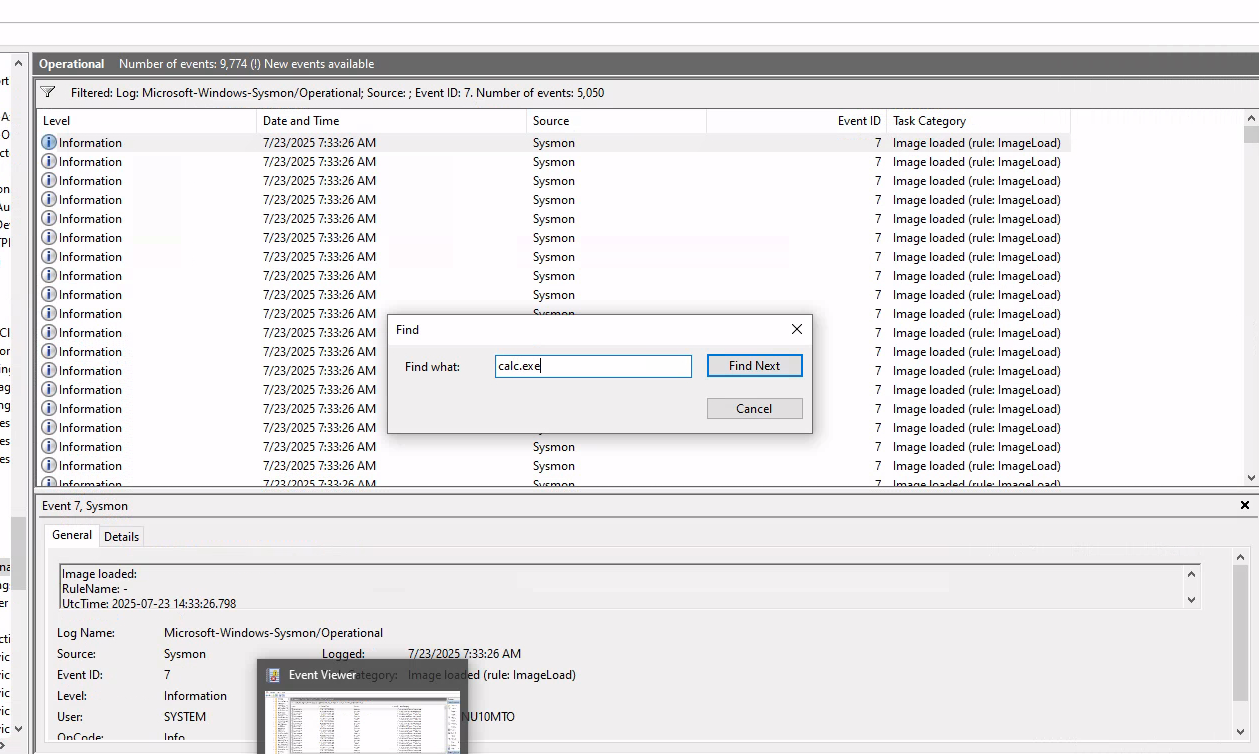 Operational Number of events: 9,774 (!) New events available
Filtered: Log: Microsoft-Windows-Sysmon/Operational; Source: ; Event ID: 7. Number of events: 5,050
Level Date and Time Source Event ID Task Category
Information 7/23/2025 7:33:26 AM Sysmon 7 Image loaded (rule: ImageLoad)
Information 7/23/2025 7:33:26 AM Sysmon 7 Image loaded (rule: ImageLoad)
Information 7/23/2025 7:33:26 AM Sysmon 7 Image loaded (rule: ImageLoad)
Information 7/23/2025 7:33:26 AM Sysmon 7 Image loaded (rule: ImageLoad)
Information 7/23/2025 7:33:26 AM Sysmon 7 Image loaded (rule: ImageLoad)
Information 7/23/2025 7:33:26 AM Sysmon 7 Image loaded (rule: ImageLoad)
Information 7/23/2025 7:33:26 AM Sysmon 7 Image loaded (rule: ImageLoad)
Information 7/23/2025 7:33:26 AM Sysmon 7 Image loaded (rule: ImageLoad)
Information 7/23/2025 7:33:26 AM Sysmon 7 Image loaded (rule: ImageLoad)
Information 7/23/2025 7:33:26 AM Sysmon 7 Image loaded (rule: ImageLoad)
Information 7/23/2025 7:33:26 AM 7 Image loaded (rule: ImageLoad)
Information 7/23/2025 7:33:26 AM 7 Image loaded (rule: ImageLoad)
Information 7/23/2025 7:33:26 AM 7 Image loaded (rule: ImageLoad)
Information 7/23/2025 7:33:26 AM 7 Image loaded (rule: ImageLoad)
Information 7/23/2025 7:33:26 AM 7 Image loaded (rule: ImageLoad)
Information 7/23/2025 7:33:26 AM 7 Image loaded (rule: ImageLoad)
Information 7/23/2025 7:33:26 AM Sysmon 7 Image loaded (rule: ImageLoad)
Information 7/23/2025 7:33:26 AM Sysmon 7 Image loaded (rule: ImageLoad)
Information 7/23/2025 7:33:26 AM Sysmon 7 Image loaded (rule: ImageLoad)
Find
Find what: calc.exe Find Next
Cancel
Event 7, Sysmon
General Details
Image loaded:
RuleName: -
UtcTime: 2025-07-23 14:33:26.798
Log Name: Microsoft-Windows-Sysmon/Operational
Source: Sysmon Logged: 7/23/2025 7:33:26 AM
Event ID: 7 Category: Image loaded (rule: ImageLoad)
Level: Information
User: SYSTEM NU10MTO
OpCode: Info
Event Viewer